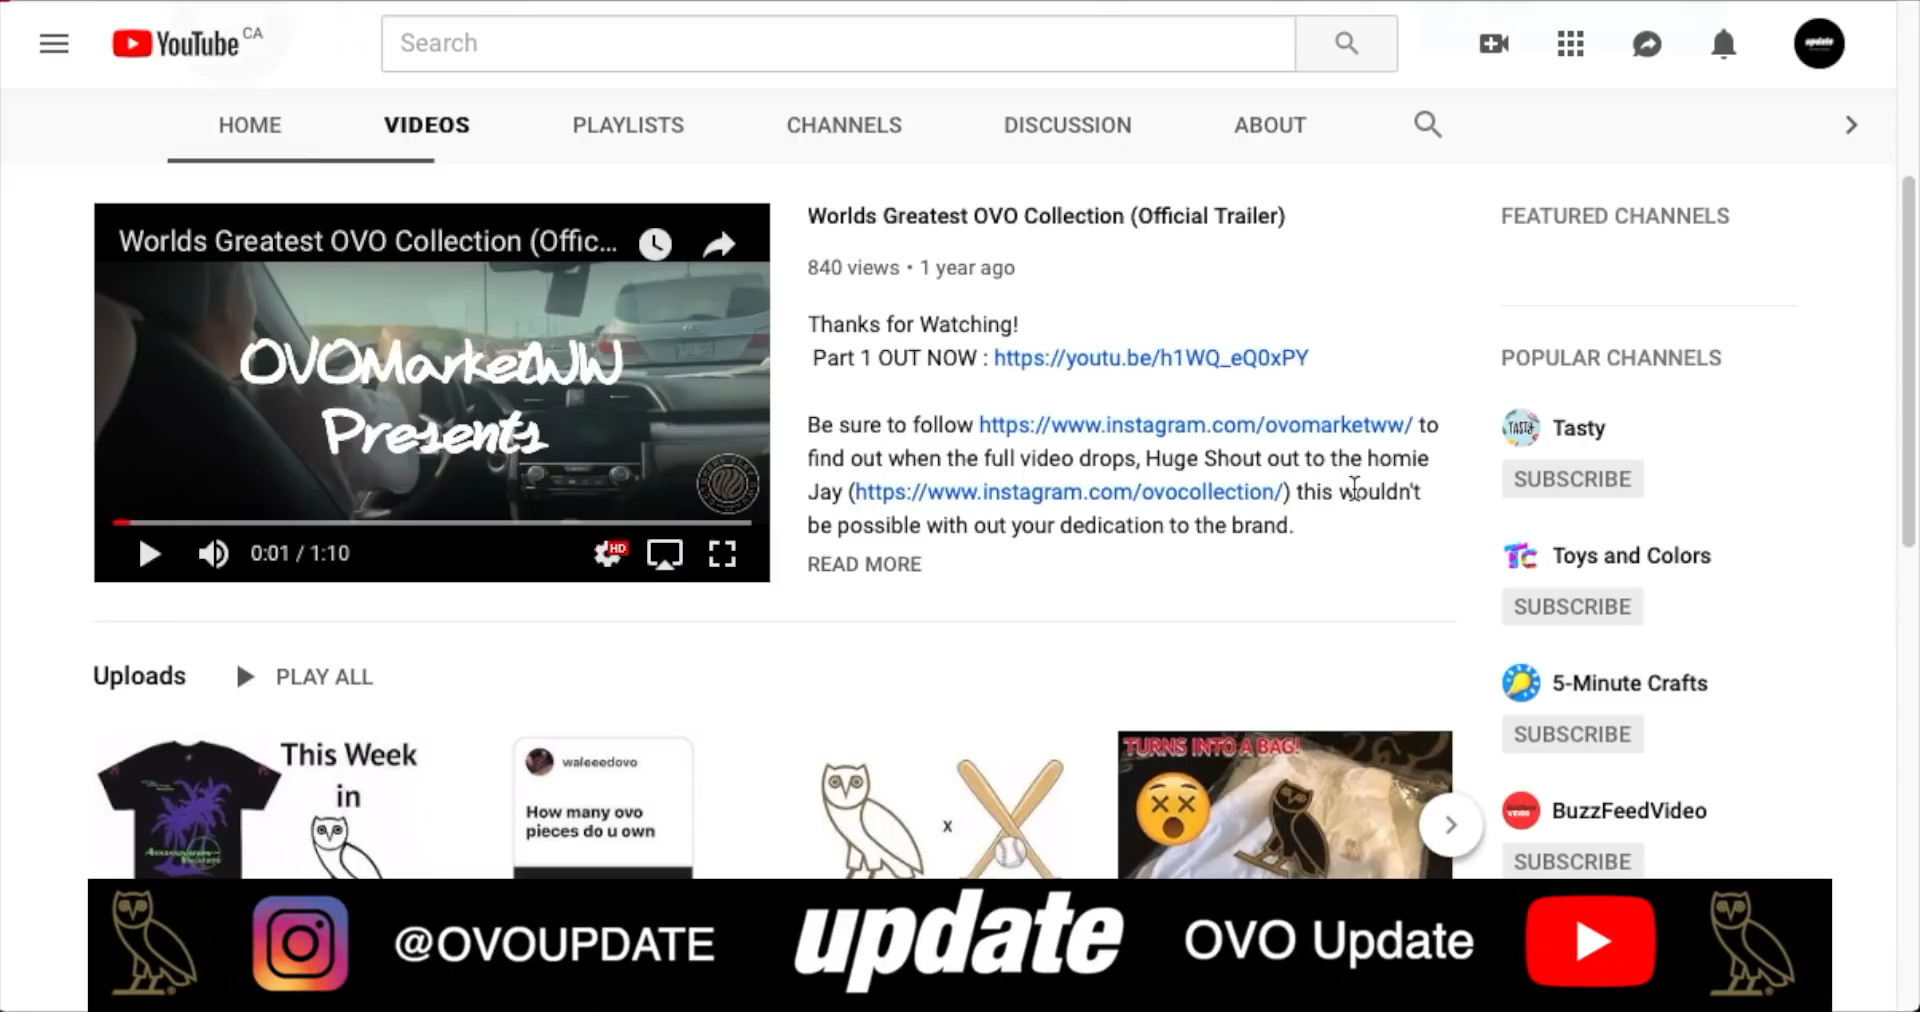 YouTube CA
Search
HOME VIDEOS PLAYLISTS CHANNELS DISCUSSION ABOUT
Worlds Greatest OVO Collection (Offic...
OVOMarketWW
Presents
0:01 / 1:10
HD
Worlds Greatest OVO Collection (Official Trailer)
840 views • 1 year ago
Thanks for Watching!
Part 1 OUT NOW : https://youtu.be/h1WQ_eQ0xPY
Be sure to follow https://www.instagram.com/ovomarketww/ to
find out when the full video drops, Huge Shout out to the homie
Jay (https://www.instagram.com/ovocollection/) this wouldn't
be possible with out your dedication to the brand.
READ MORE
FEATURED CHANNELS
POPULAR CHANNELS
TASTY
Tasty
SUBSCRIBE
Tc
Toys and Colors
SUBSCRIBE
5-Minute Crafts
SUBSCRIBE
BuzzFeedVideo
SUBSCRIBE
Uploads PLAY ALL
This Week
in
waleeedovo
How many ovo
pieces do u own
x
TURNS INTO A BAG!
@OVOUPDATE
update
OVO Update